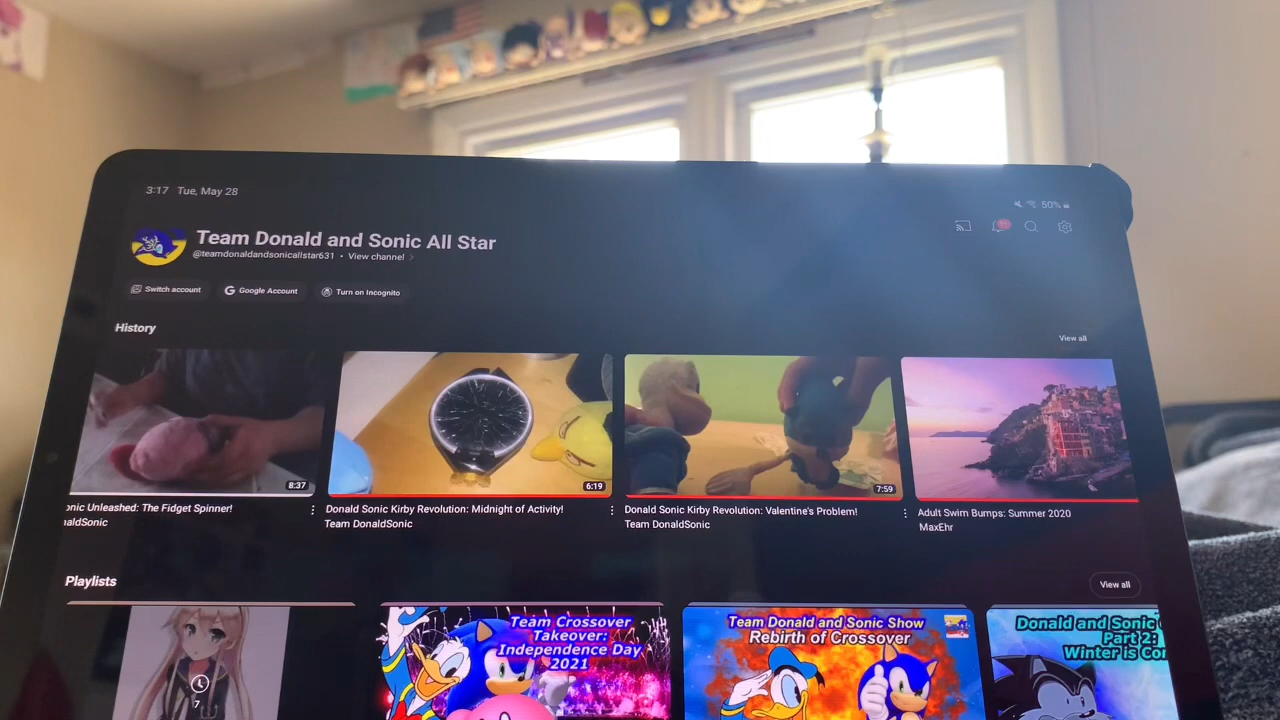 3:17 Tue, May 28
50%
Team Donald and Sonic All Star
@teamdonaldandsonicallstar631 • View channel
Switch account
Google Account
Turn on Incognito
History
View all
8:37
6:19
7:59
onic Unleashed: The Fidget Spinner!
aldSonic
Donald Sonic Kirby Revolution: Midnight of Activity!
Team DonaldSonic
Donald Sonic Kirby Revolution: Valentine's Problem!
Team DonaldSonic
Adult Swim Bumps: Summer 2020
MaxEhr
Playlists
View all
7
Team Crossover
Takeover:
Independence Day
2021
Team Donald and Sonic Show
Rebirth of Crossover
Donald and Sonic
Part 2:
Winter is Co